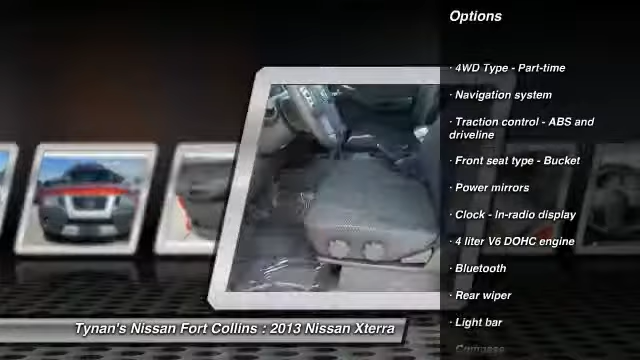 Options
· 4WD Type - Part-time
· Navigation system
· Traction control - ABS and
driveline
· Front seat type - Bucket
· Power mirrors
· Clock - In-radio display
· 4 liter V6 DOHC engine
· Bluetooth
· Rear wiper
· Light bar
· Compass
Tynan's Nissan Fort Collins : 2013 Nissan Xterra